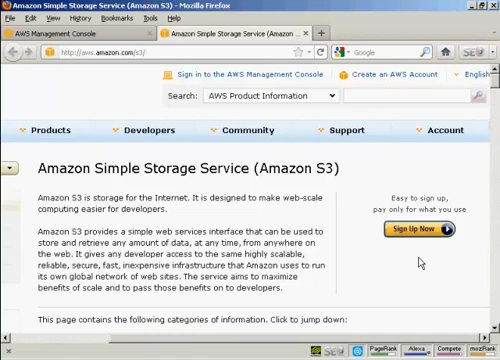 Amazon Simple Storage Service (Amazon S3) - Mozilla Firefox
File Edit View History Bookmarks Tools Help
AWS Management Console
Amazon Simple Storage Service (Amazon ...
http://aws.amazon.com/s3/
Google
Sign in to the AWS Management Console
Create an AWS Account
English
Search: AWS Product Information
Products Developers Community Support Account
Amazon Simple Storage Service (Amazon S3)
Amazon S3 is storage for the Internet. It is designed to make web-scale
computing easier for developers.
Easy to sign up,
pay only for what you use
Sign Up Now
Amazon S3 provides a simple web services interface that can be used to
store and retrieve any amount of data, at any time, from anywhere on
the web. It gives any developer access to the same highly scalable,
reliable, secure, fast, inexpensive infrastructure that Amazon uses to run
its own global network of web sites. The service aims to maximize
benefits of scale and to pass those benefits on to developers.
This page contains the following categories of information. Click to jump down:
PageRank Alexa Compete mozRank